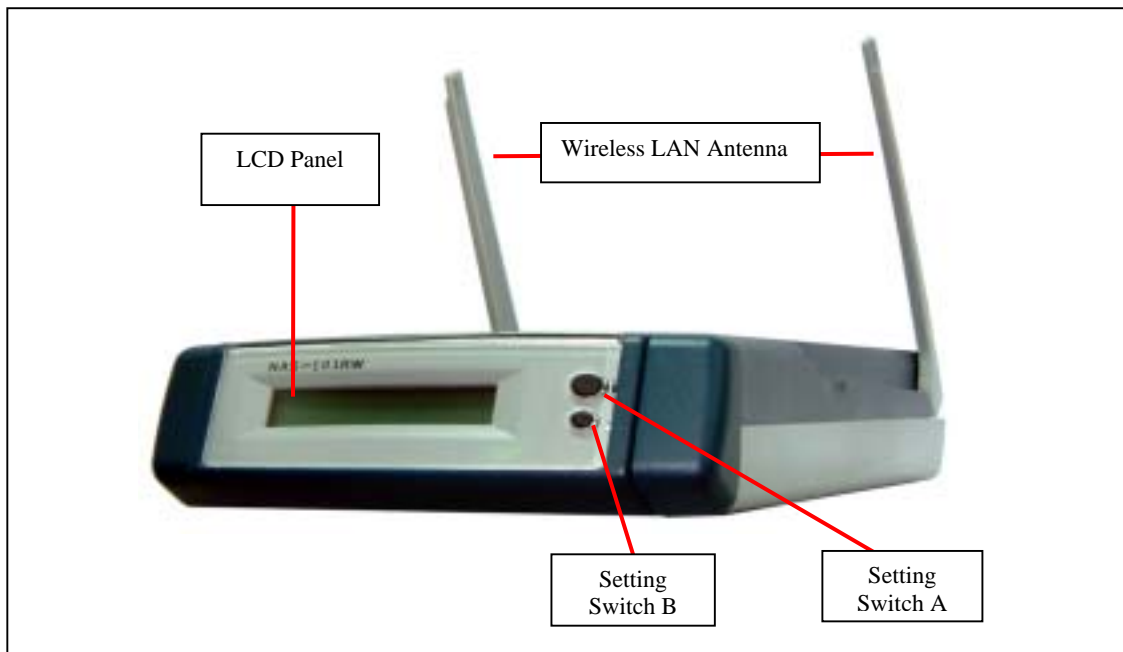 Wireless LAN Antenna
LCD Panel
Setting
Switch B
Setting
Switch A